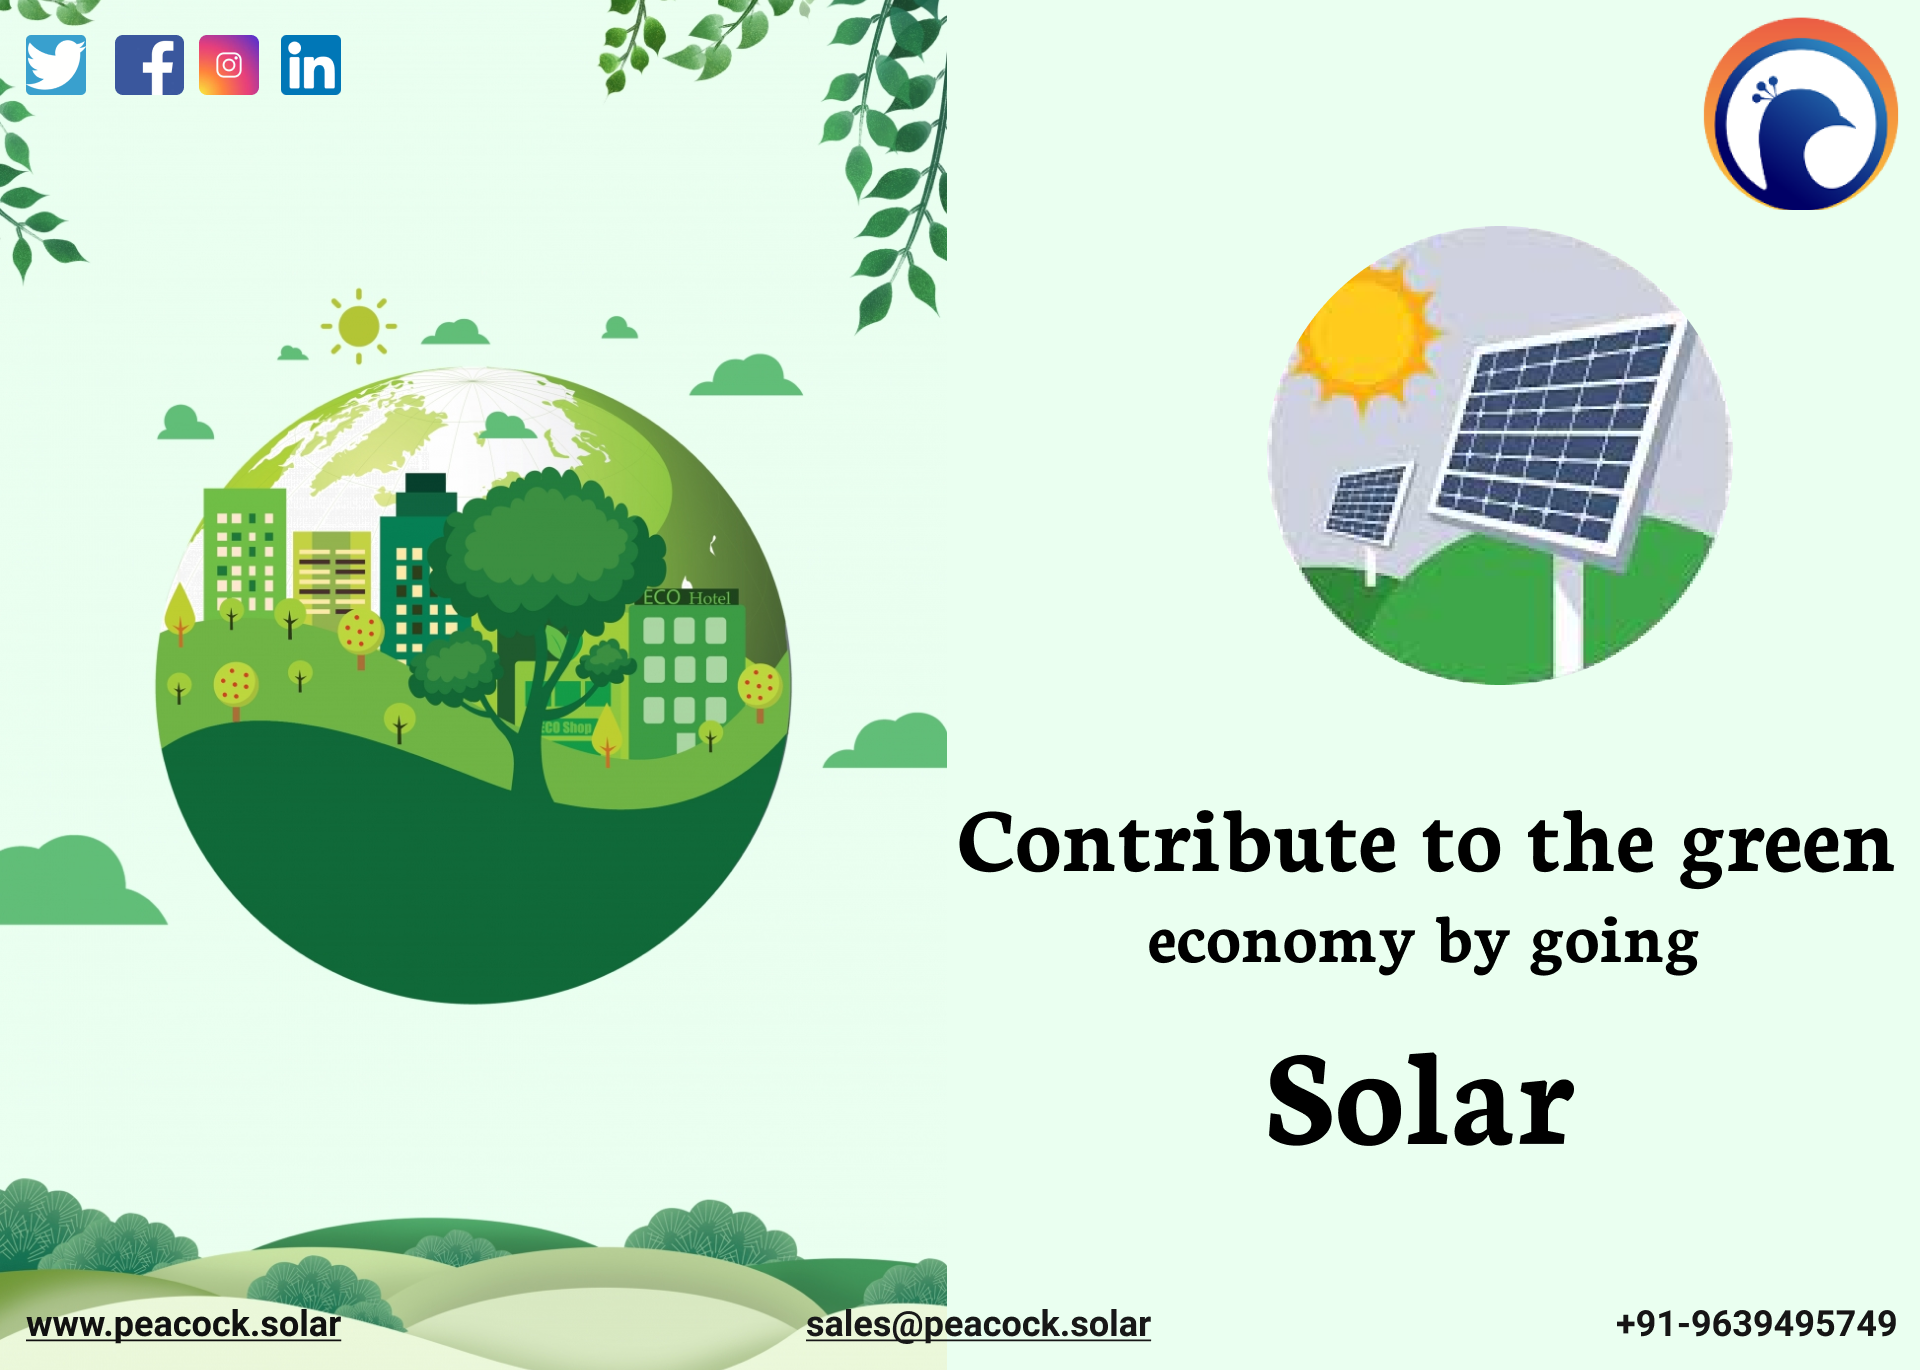 ECO Hotel
ECO Shop
Contribute to the green
economy by going
Solar
www.peacock.solar
sales@peacock.solar
+91-9639495749